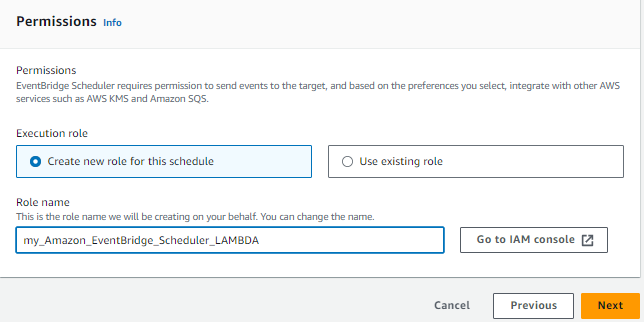 Permissions Info
Permissions
EventBridge Scheduler requires permission to send events to the target, and based on the preferences you select, integrate with other AWS
services such as AWS KMS and Amazon SQS.
Execution role
Create new role for this schedule
Use existing role
Role name
This is the role name we will be creating on your behalf. You can change the name.
my_Amazon_EventBridge_Scheduler_LAMBDA
Go to IAM console
Cancel
Previous
Next